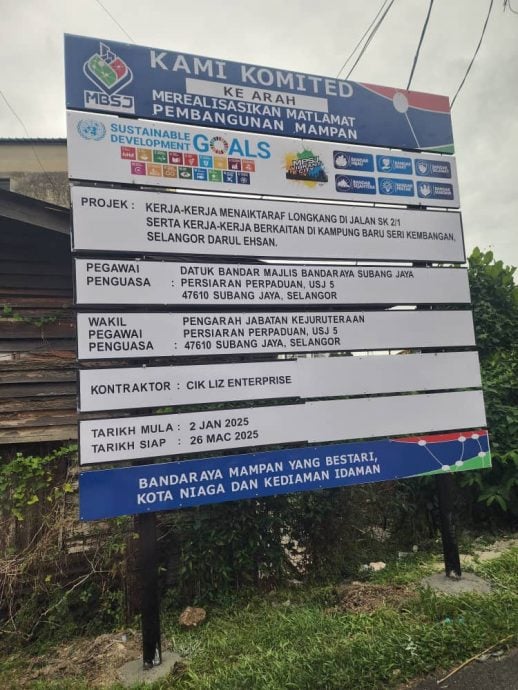 KAMI KOMITED
KE ARAH
MEREALISASIKAN MATLAMAT
PEMBANGUNAN MAMPAN
MBSJ
SUSTAINABLE
DEVELOPMENT GOALS
PROJEK : KERJA-KERJA MENAIKTARAF LONGKANG DI JALAN SK 2/1
SERTA KERJA-KERJA BERKAITAN DI KAMPUNG BARU SERI KEMBANGAN,
SELANGOR DARUL EHSAN.
PEGAWAI DATUK BANDAR MAJLIS BANDARAYA SUBANG JAYA
PENGUASA : PERSIARAN PERPADUAN, USJ 5
47610 SUBANG JAYA, SELANGOR
WAKIL PENGARAH JABATAN KEJURUTERAAN
PEGAWAI PERSIARAN PERPADUAN, USJ 5
PENGUASA : 47610 SUBANG JAYA, SELANGOR
KONTRAKTOR : CIK LIZ ENTERPRISE
TARIKH MULA : 2 JAN 2025
TARIKH SIAP : 26 MAC 2025
BANDARAYA MAMPAN YANG BESTARI,
KOTA NIAGA DAN KEDIAMAN IDAMAN